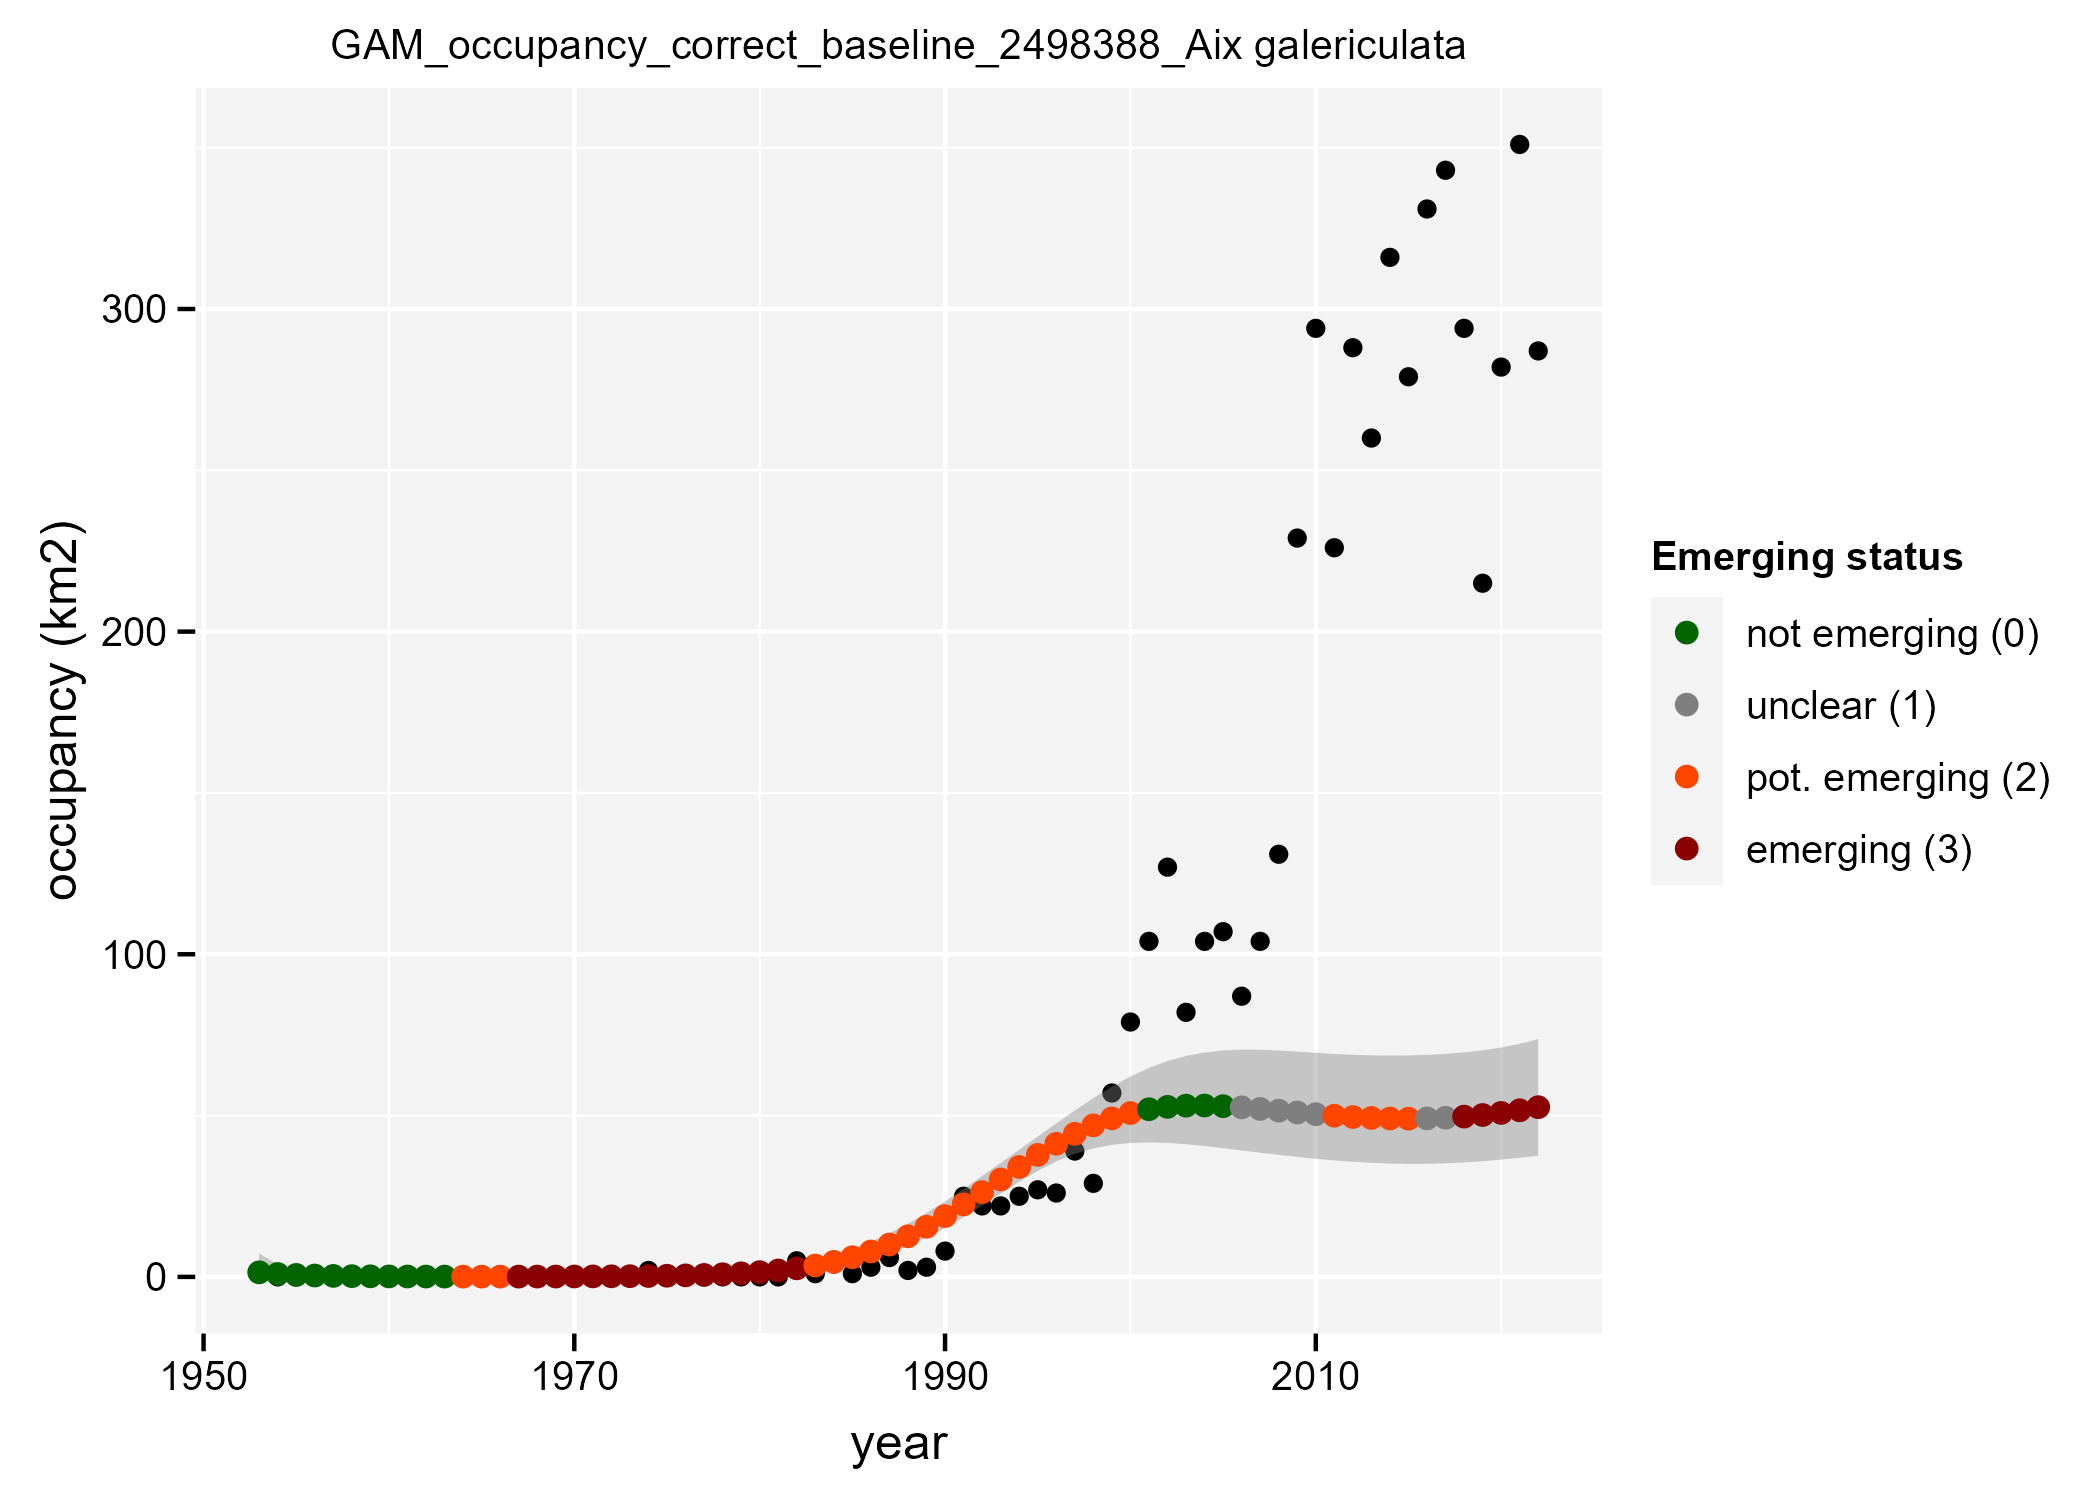 GAM_occupancy_correct_baseline_2498388_Aix galericulata
occupancy (km2)
300
200
100
0
1950
1970
1990
2010
year
Emerging status
not emerging (0)
unclear (1)
pot. emerging (2)
emerging (3)